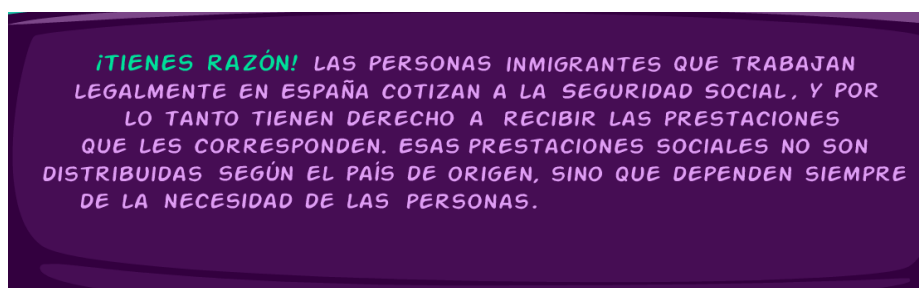 ¡TIENES RAZÓN! LAS PERSONAS INMIGRANTES QUE TRABAJAN
LEGALMENTE EN ESPAÑA COTIZAN A LA SEGURIDAD SOCIAL, Y POR
LO TANTO TIENEN DERECHO A RECIBIR LAS PRESTACIONES
QUE LES CORRESPONDEN. ESAS PRESTACIONES SOCIALES NO SON
DISTRIBUIDAS SEGÚN EL PAÍS DE ORIGEN, SINO QUE DEPENDEN SIEMPRE
DE LA NECESIDAD DE LAS PERSONAS.